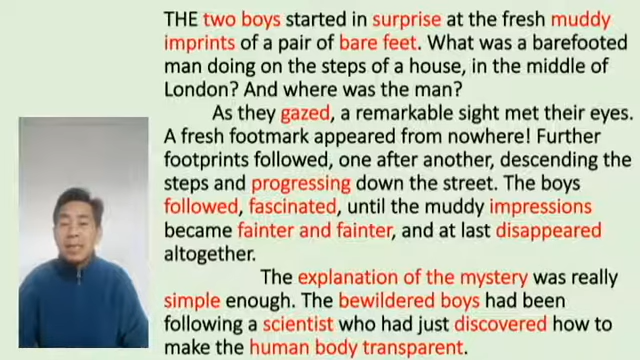 THE two boys started in surprise at the fresh muddy
imprints of a pair of bare feet. What was a barefooted
man doing on the steps of a house, in the middle of
London? And where was the man?
As they gazed, a remarkable sight met their eyes.
A fresh footmark appeared from nowhere! Further
footprints followed, one after another, descending the
steps and progressing down the street. The boys
followed, fascinated, until the muddy impressions
became fainter and fainter, and at last disappeared
altogether.
The explanation of the mystery was really
simple enough. The bewildered boys had been
following a scientist who had just discovered how to
make the human body transparent.